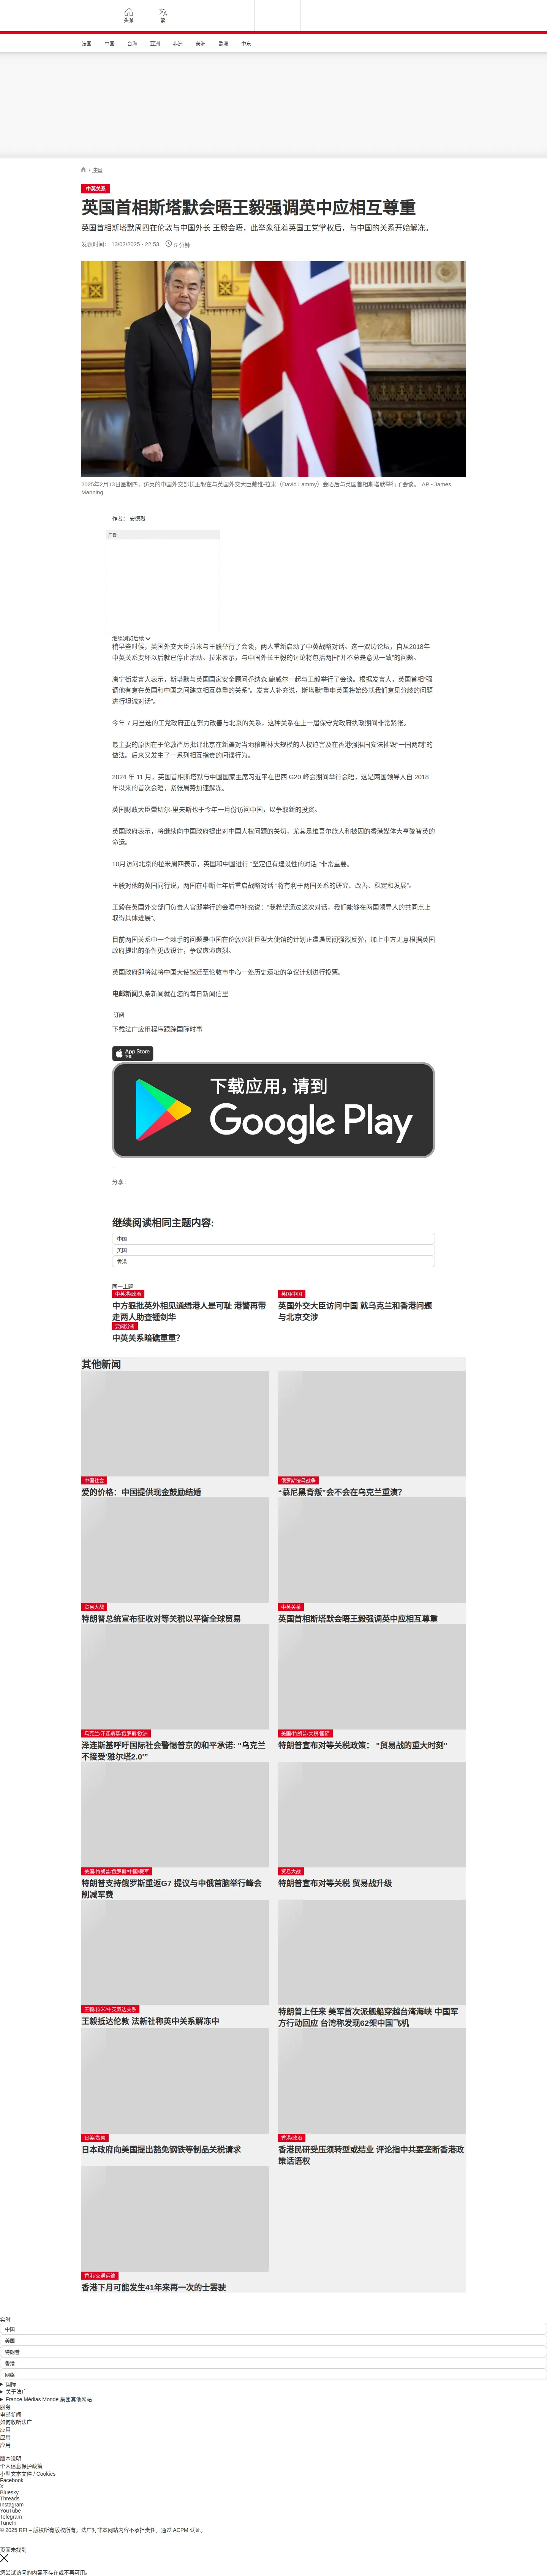 头条
繁
法国
中国
台海
亚洲
非洲
美洲
欧洲
中东
/ 法国
中英关系
英国首相斯塔默会晤王毅强调英中应相互尊重
英国首相斯塔默周四在伦敦与中国外长 王毅会晤，此举象征着英国工党掌权后，与中国的关系开始解冻。
发表时间： 13/02/2025 - 22:53
5 分钟
2025年2月13日星期四，访英的中国外交部长王毅在与英国外交大臣戴维·拉米（David Lammy）会晤后与英国首相斯塔默举行了会谈。 AP - James
Manning
作者： 安德烈
广告
继续浏览后续
稍早些时候，英国外交大臣拉米与王毅举行了会谈，两人重新启动了中英战略对话。这一双边论坛，自从2018年
中英关系变坏以后就已停止活动。拉米表示，与中国外长王毅的讨论将包括两国“并不总是意见一致”的问题。
唐宁街发言人表示，斯塔默与英国国家安全顾问乔纳森.鲍威尔一起与王毅举行了会谈。根据发言人，英国首相“强
调他有意在英国和中国之间建立相互尊重的关系”。发言人补充说，斯塔默“重申英国将始终就我们意见分歧的问题
进行坦诚对话”。
今年 7 月当选的工党政府正在努力改善与北京的关系，这种关系在上一届保守党政府执政期间非常紧张。
最主要的原因在于伦敦严厉批评北京在新疆对当地穆斯林大规模的人权迫害及在香港强推国安法摧毁“一国两制”的
做法。后来又发生了一系列相互指责的间谍行为。
2024 年 11 月，英国首相斯塔默与中国国家主席习近平在巴西 G20 峰会期间举行会晤，这是两国领导人自 2018
年以来的首次会晤，紧张局势加速解冻。
英国财政大臣蕾切尔-里夫斯也于今年一月份访问中国，以争取新的投资。
英国政府表示，将继续向中国政府提出对中国人权问题的关切，尤其是维吾尔族人和被囚的香港媒体大亨黎智英的
命运。
10月访问北京的拉米周四表示，英国和中国进行 “坚定但有建设性的对话 ”非常重要。
王毅对他的英国同行说，两国在中断七年后重启战略对话 “将有利于两国关系的研究、改善、稳定和发展”。
王毅在英国外交部门负责人官邸举行的会晤中补充说：“我希望通过这次对话，我们能够在两国领导人的共同点上
取得具体进展”。
目前两国关系中一个棘手的问题是中国在伦敦兴建巨型大使馆的计划正遭遇民间强烈反弹，加上中方无意根据英国
政府提出的条件更改设计，争议愈演愈烈。
英国政府即将就将中国大使馆迁至伦敦市中心一处历史遗址的争议计划进行投票。
电邮新闻头条新闻就在您的每日新闻信里
订阅
下载法广应用程序跟踪国际时事
App Store
下载
下载应用，请到
Google Play
分享 :
继续阅读相同主题内容:
中国
英国
香港
同一主题
中美港/政治
中方狠批英外相见通缉港人是可耻 港警再带
走两人助查锺剑华
英国/中国
英国外交大臣访问中国 就乌克兰和香港问题
与北京交涉
要闻分析
中英关系暗礁重重？
其他新闻
中国社会
爱的价格：中国提供现金鼓励结婚
俄罗斯侵乌战争
“慕尼黑背叛”会不会在乌克兰重演？
贸易大战
特朗普总统宣布征收对等关税以平衡全球贸易
中英关系
英国首相斯塔默会晤王毅强调英中应相互尊重
乌克兰/泽连斯基/俄罗斯/欧洲
泽连斯基呼吁国际社会警惕普京的和平承诺: "乌克兰
不接受'雅尔塔2.0'"
美国/特朗普/关税/国际
特朗普宣布对等关税政策： "贸易战的重大时刻"
美国/特朗普/俄罗斯/中国/裁军
特朗普支持俄罗斯重返G7 提议与中俄首脑举行峰会
削减军费
贸易大战
特朗普宣布对等关税 贸易战升级
王毅/拉米/中英双边关系
王毅抵达伦敦 法新社称英中关系解冻中
特朗普上任来 美军首次派舰船穿越台湾海峡 中国军
方行动回应 台湾称发现62架中国飞机
日美/贸易
日本政府向美国提出豁免钢铁等制品关税请求
香港/政治
香港民研受压须转型或结业 评论指中共要垄断香港政
策话语权
香港/交通运输
香港下月可能发生41年来再一次的士罢驶
实时
中国
美国
特朗普
香港
网络
国际
关于法广
France Médias Monde 集团其他网站
服务
电邮新闻
如何收听法广
应用
应用
应用
版本说明
个人信息保护政策
小型文本文件 / Cookies
Facebook
X
Bluesky
Threads
Instagram
YouTube
Telegram
TuneIn
© 2025 RFI – 版权所有版权所有。法广对非本网站内容不承担责任。通过 ACPM 认证。
页面未找到
您尝试访问的内容不存在或不再可用。